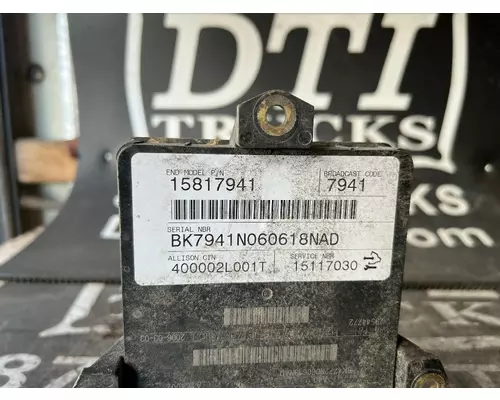 DTI
TRUCKS
END MODEL P/N BROADCAST CODE
15817941 7941
SERIAL NBR
BK7941N060618NAD
ALLISON CIN SERVICE NBR
400002L001T 15117030